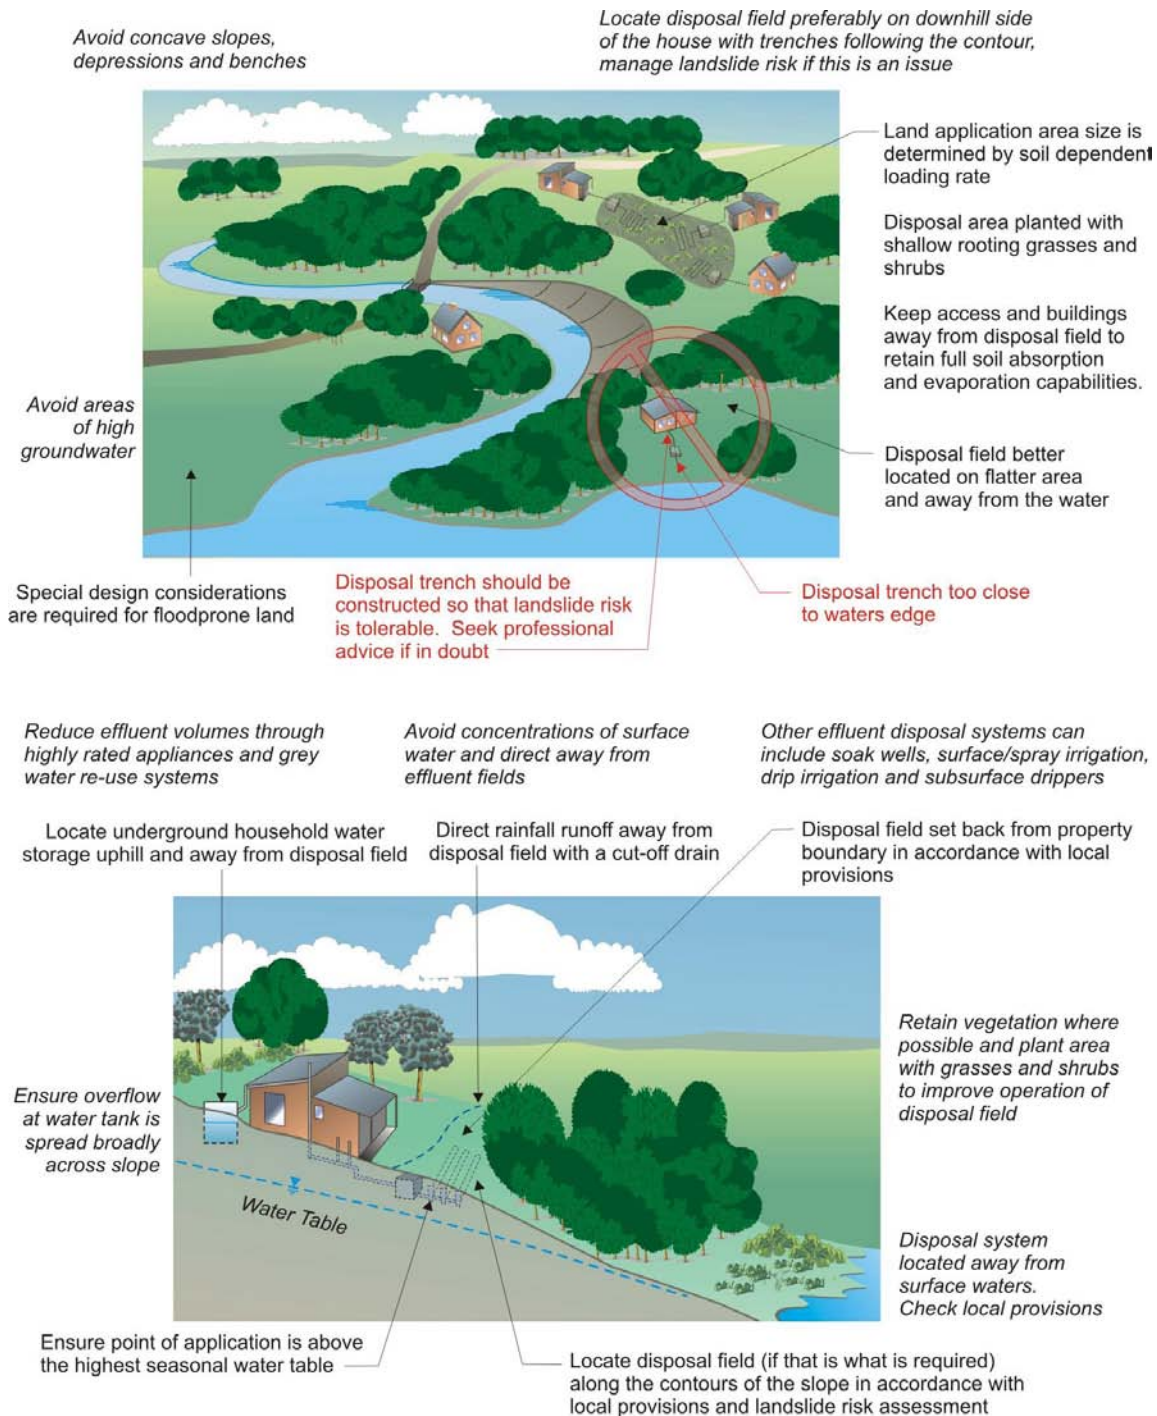 Avoid concave slopes,
depressions and benches
Locate disposal field preferably on downhill side
of the house with trenches following the contour,
manage landslide risk if this is an issue
Land application area size is
determined by soil dependent
loading rate
Disposal area planted with
shallow rooting grasses and
shrubs
Keep access and buildings
away from disposal field to
retain full soil absorption
and evaporation capabilities.
Avoid areas
of high
groundwater
Disposal field better
located on flatter area
and away from the water
Special design considerations
are required for floodprone land
Disposal trench should be
constructed so that landslide risk
is tolerable. Seek professional
advice if in doubt
Disposal trench too close
to waters edge
Reduce effluent volumes through
highly rated appliances and grey
water re-use systems
Avoid concentrations of surface
water and direct away from
effluent fields
Other effluent disposal systems can
include soak wells, surface/spray irrigation,
drip irrigation and subsurface drippers
Locate underground household water
storage uphill and away from disposal field
Direct rainfall runoff away from
disposal field with a cut-off drain
Disposal field set back from property
boundary in accordance with local
provisions
Retain vegetation where
possible and plant area
with grasses and shrubs
to improve operation of
disposal field
Ensure overflow
at water tank is
spread broadly
across slope
Water Table
Disposal system
located away from
surface waters.
Check local provisions
Ensure point of application is above
the highest seasonal water table
Locate disposal field (if that is what is required)
along the contours of the slope in accordance with
local provisions and landslide risk assessment